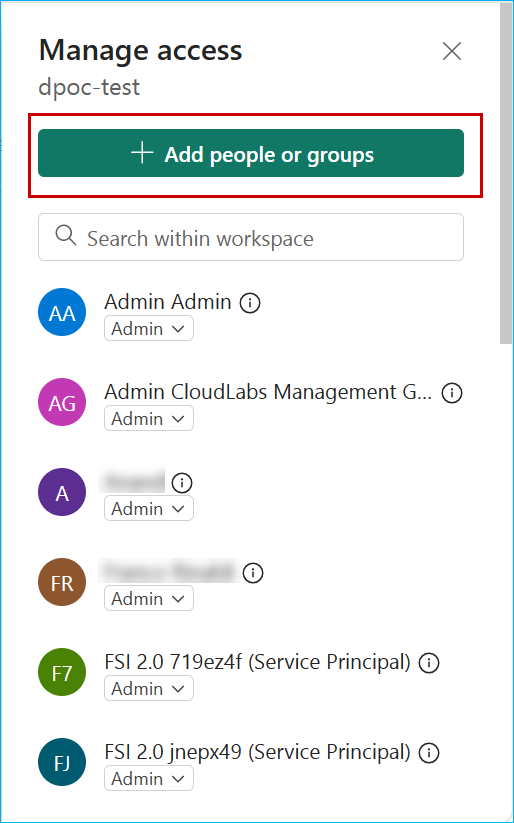 Manage access
dpoc-test
Add people or groups
Search within workspace
AA
Admin Admin
Admin
AG
Admin CloudLabs Management G...
Admin
A
Admin
FR
Admin
F7
FSI 2.0 719ez4f (Service Principal)
Admin
FJ
FSI 2.0 jnepx49 (Service Principal)
Admin